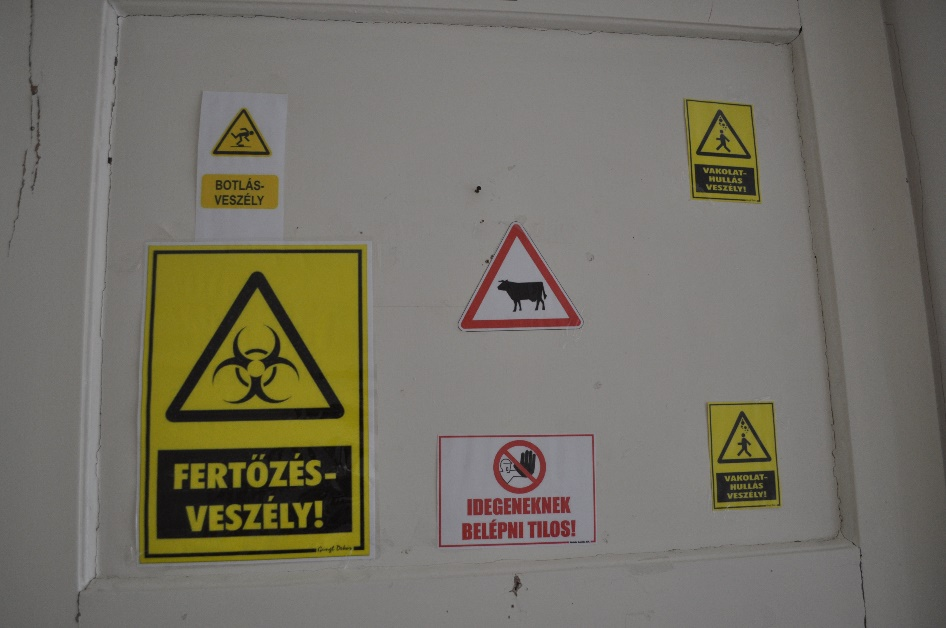 BOTLÁS-
VESZÉLY
VAKOLAT-
HULLÁS
VESZÉLY!
FERTŐZÉS-
VESZÉLY!
IDEGENEKNEK
BELÉPNI TILOS!
VAKOLAT-
HULLÁS
VESZÉLY!